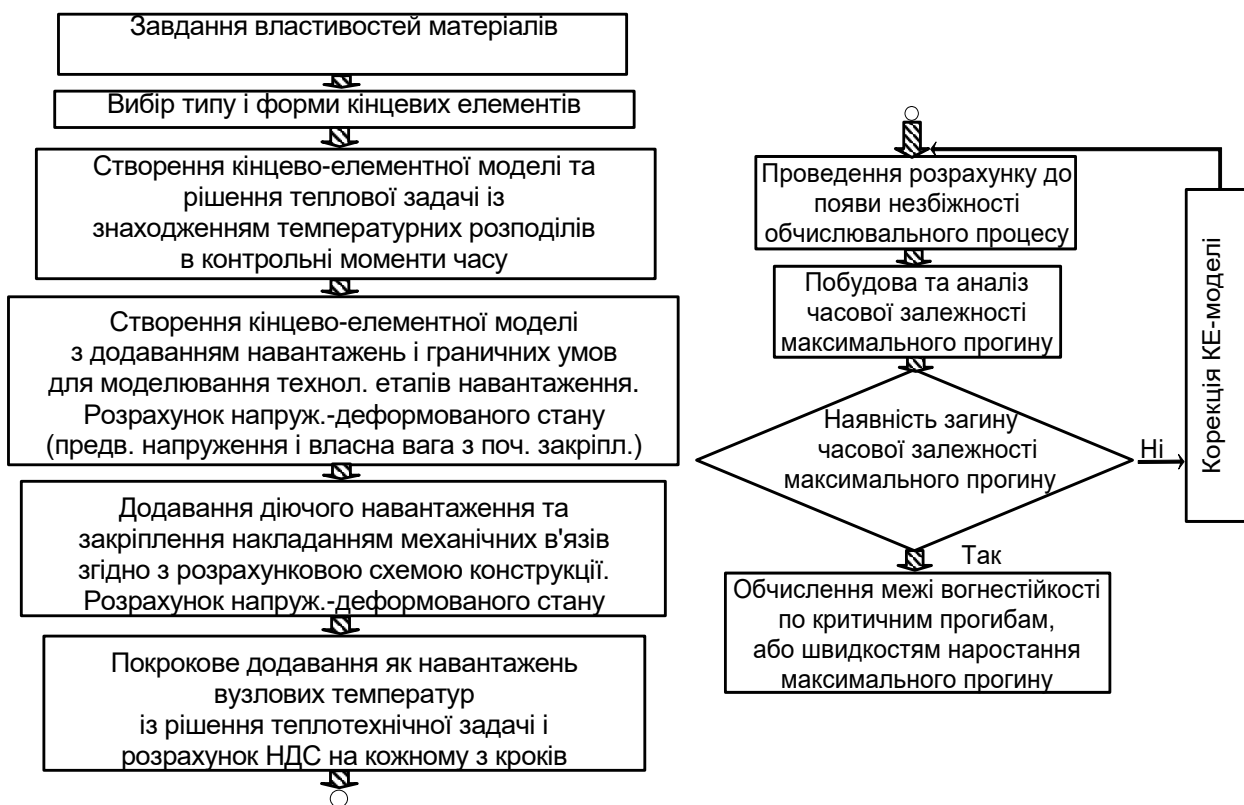 Завдання властивостей матеріалів
Вибір типу і форми кінцевих елементів
Створення кінцево-елементної моделі та
рішення теплової задачі із
знаходженням температурних розподілів
в контрольні моменти часу
Створення кінцево-елементної моделі
з додаванням навантажень і граничних умов
для моделювання технол. етапів навантаження.
Розрахунок напруж.-деформованого стану
(предв. напруження і власна вага з поч. закріпл.)
Додавання діючого навантаження та
закріплення накладанням механічних в'язів
згідно з розрахунковою схемою конструкції.
Розрахунок напруж.-деформованого стану
Покрокове додавання як навантажень
вузлових температур
із рішення теплотехнічної задачі і
розрахунок НДС на кожному з кроків
Проведення розрахунку до
появи незбіжності
обчислювального процесу
Побудова та аналіз
часової залежності
максимального прогину
Наявність загину
часової залежності
максимального прогину
Ні
Корекція КЕ-моделі
Так
Обчислення межі вогнестійкості
по критичним прогибам,
або швидкостям наростання
максимального прогину